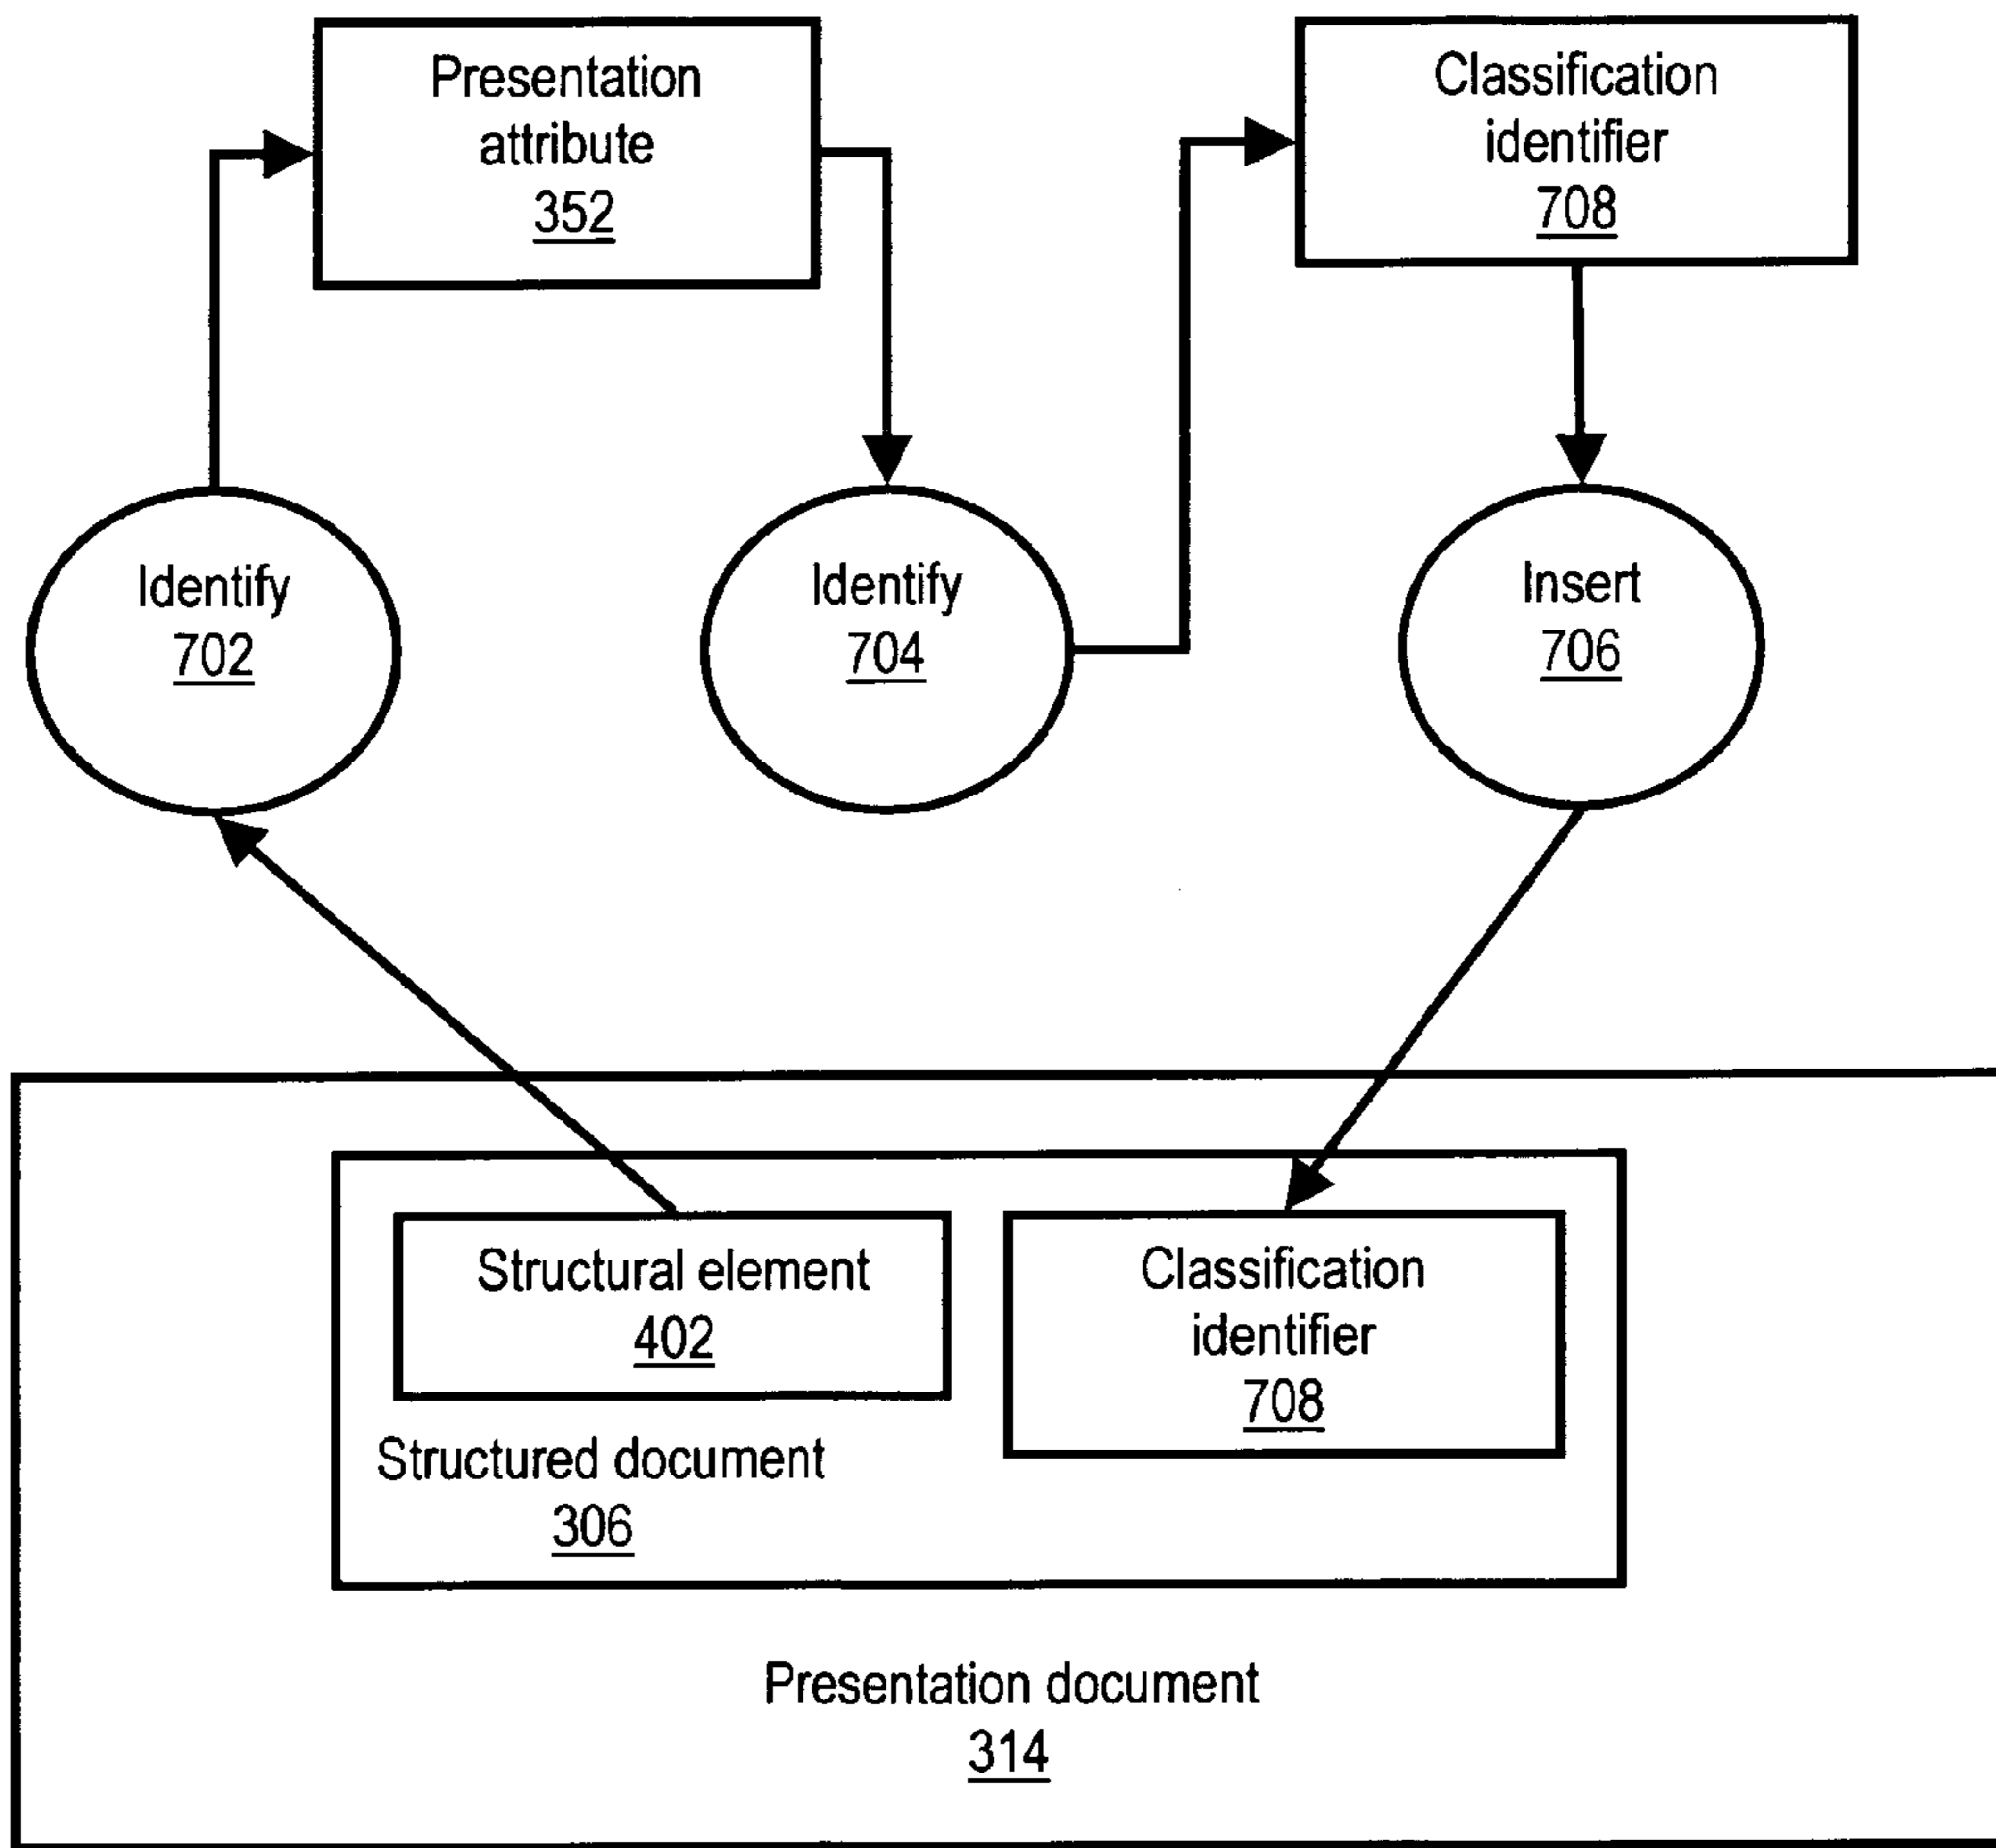 Presentation
attribute
352
Classification
identifier
708
Identify
702
Identify
704
Insert
706
Structural element
402
Classification
identifier
708
Structured document
306
Presentation document
314